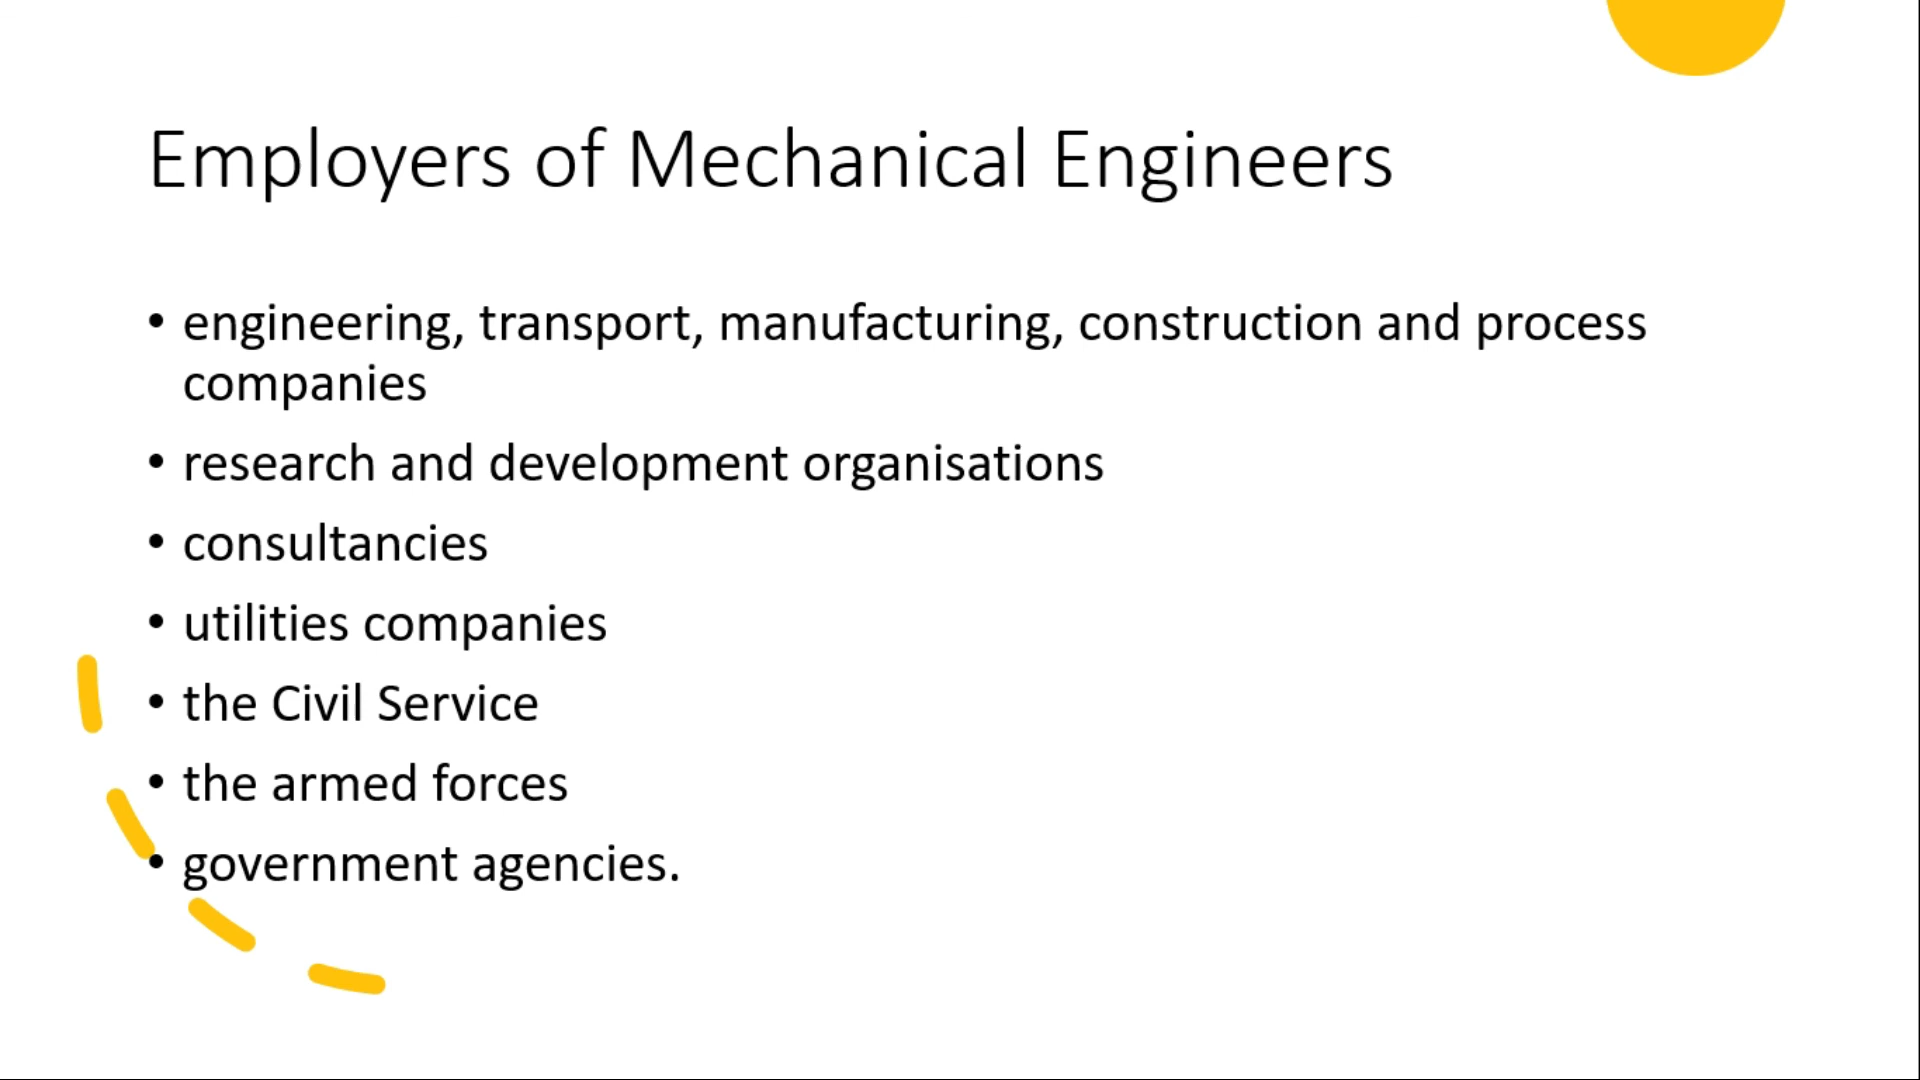 Employers of Mechanical Engineers
• engineering, transport, manufacturing, construction and process
companies
• research and development organisations
• consultancies
• utilities companies
• the Civil Service
• the armed forces
• government agencies.